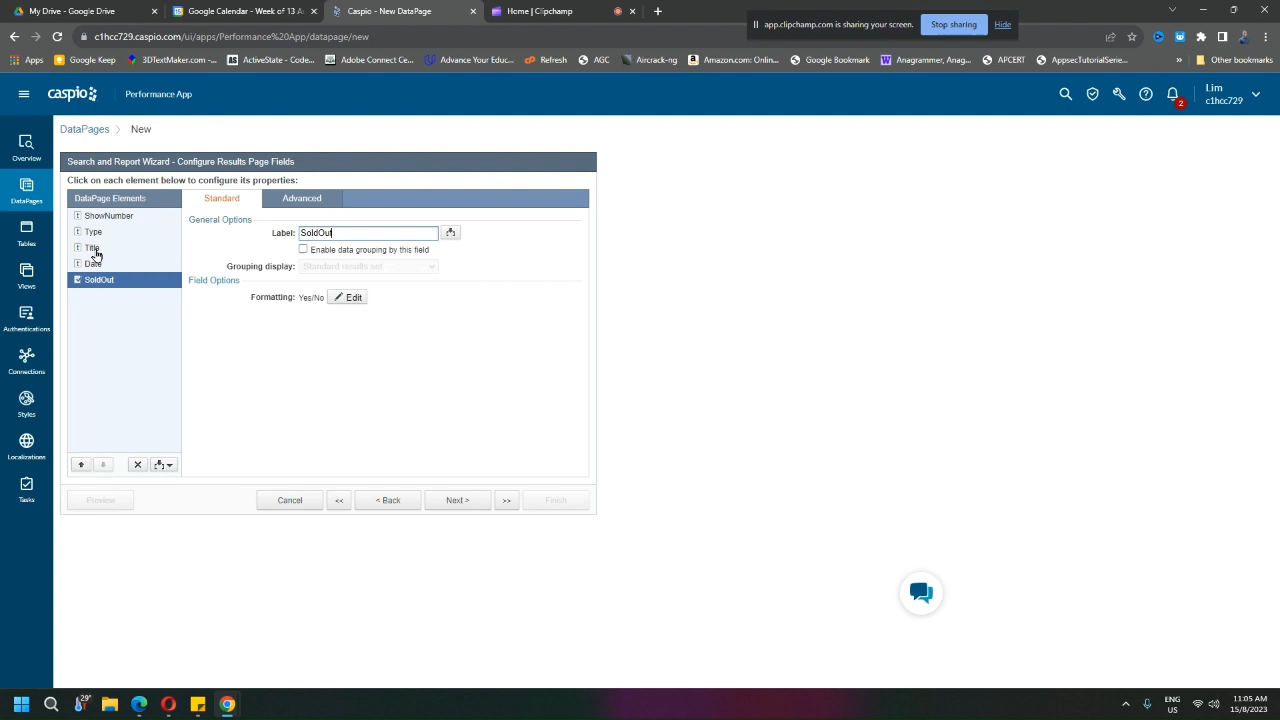 Google Drive
Google Calendar - Week of 13 A
Caspio - New DataPage
Home | Clipchamp
app.clipchamp.com is sharing your screen.
Stop sharing
Hide
c1hcc729.caspio.com/ui/apps/Performance%20App/datapage/new
Apps
Google Keep
3DTextMaker.com -...
ActiveState - Code...
Adobe Connect Ce...
Advance Your Educ...
Refresh
AGC
Aircrack-ng
Amazon.com: Onlin...
Google Bookmark
Anagrammer, Anag...
APCERT
AppsecTutorialSerie...
»
Other bookmarks
caspio
Performance App
Lim
c1hcc729
2
DataPages
New
Overview
DataPages
Tables
Views
Authentications
Connections
Styles
Localizations
Tasks
Search and Report Wizard - Configure Results Page Fields
Click on each element below to configure its properties:
DataPage Elements
Standard
Advanced
ShowNumber
Type
Title
Date
SoldOut
General Options
Label: SoldOut
Enable data grouping by this field
Grouping display: Standard results set
Field Options
Formatting: Yes/No Edit
Preview
Cancel
<<
< Back
Next >
>>
Finish
29°
ENG
US
11:05 AM
15/8/2023